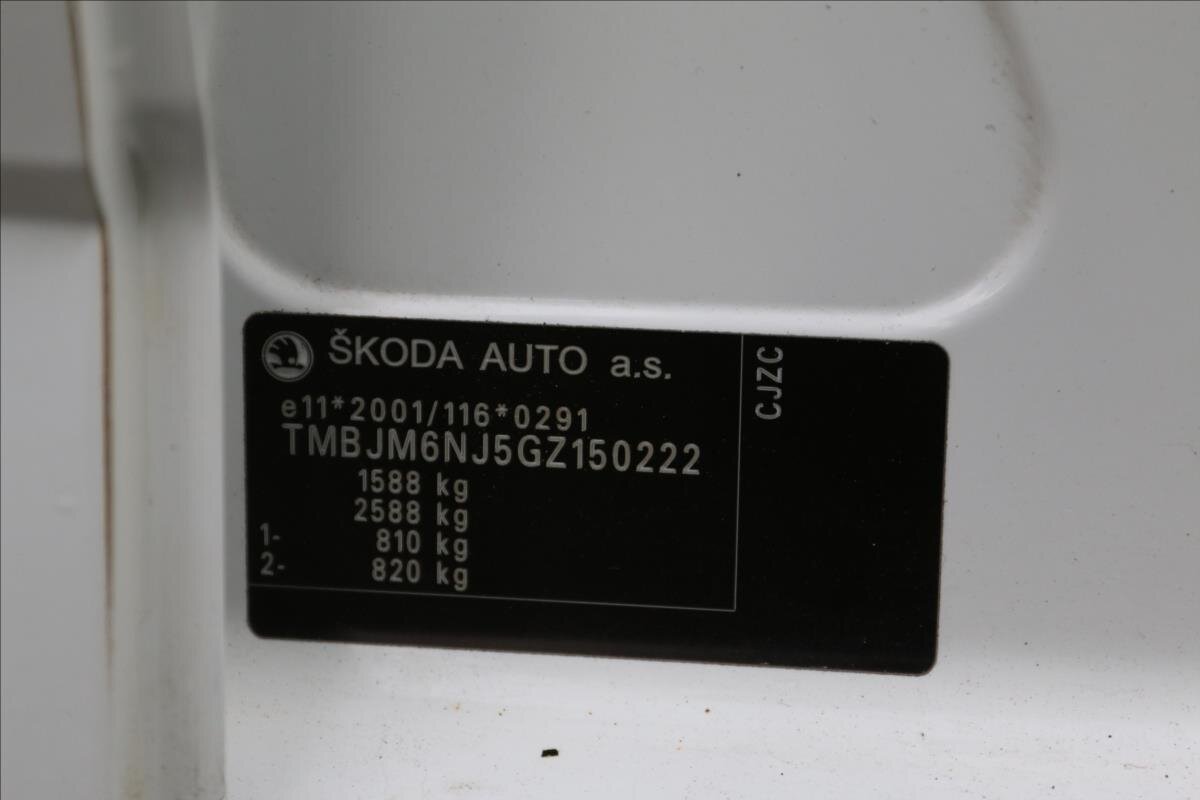 ŠKODA AUTO a.s.
e11*2001/116*0291
TMBJM6NJ5GZ150222
1588 kg
2588 kg
1- 810 kg
2- 820 kg
CJZC